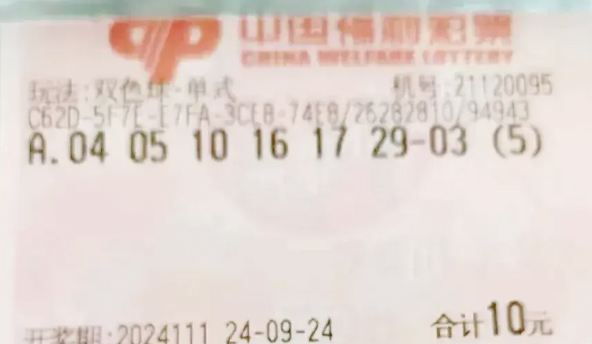 中国福利彩票
CHINA WELFARE LOTTERY
玩法:双色球·单式 机号:21120095
C62D-5F7E-E7FA-3CE8-74E8/26282810/94943
A.04 05 10 16 17 29-03 (5)
开奖期:2024111 24-09-24 合计10元